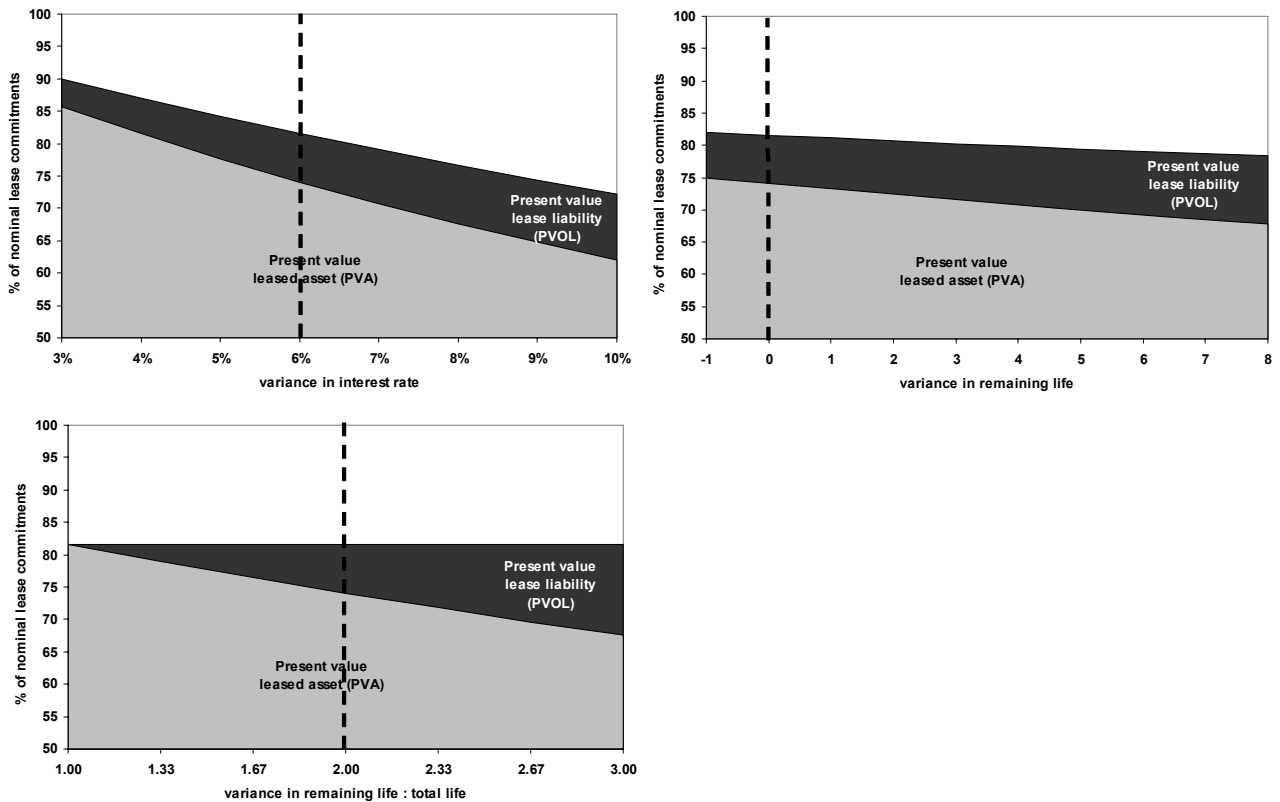 100
95
90
85
80
75
70
65
60
55
50
% of nominal lease commitments
Present value
lease liability
(PVOL)
Present value
leased asset (PVA)
3% 4% 5% 6% 7% 8% 9% 10%
variance in interest rate
100
95
90
85
80
75
70
65
60
55
50
% of nominal lease commitments
Present value
lease liability
(PVOL)
Present value
leased asset (PVA)
-1 0 1 2 3 4 5 6 7 8
variance in remaining life
100
95
90
85
80
75
70
65
60
55
50
% of nominal lease commitments
Present value
lease liability
(PVOL)
Present value
leased asset (PVA)
1.00 1.33 1.67 2.00 2.33 2.67 3.00
variance in remaining life : total life